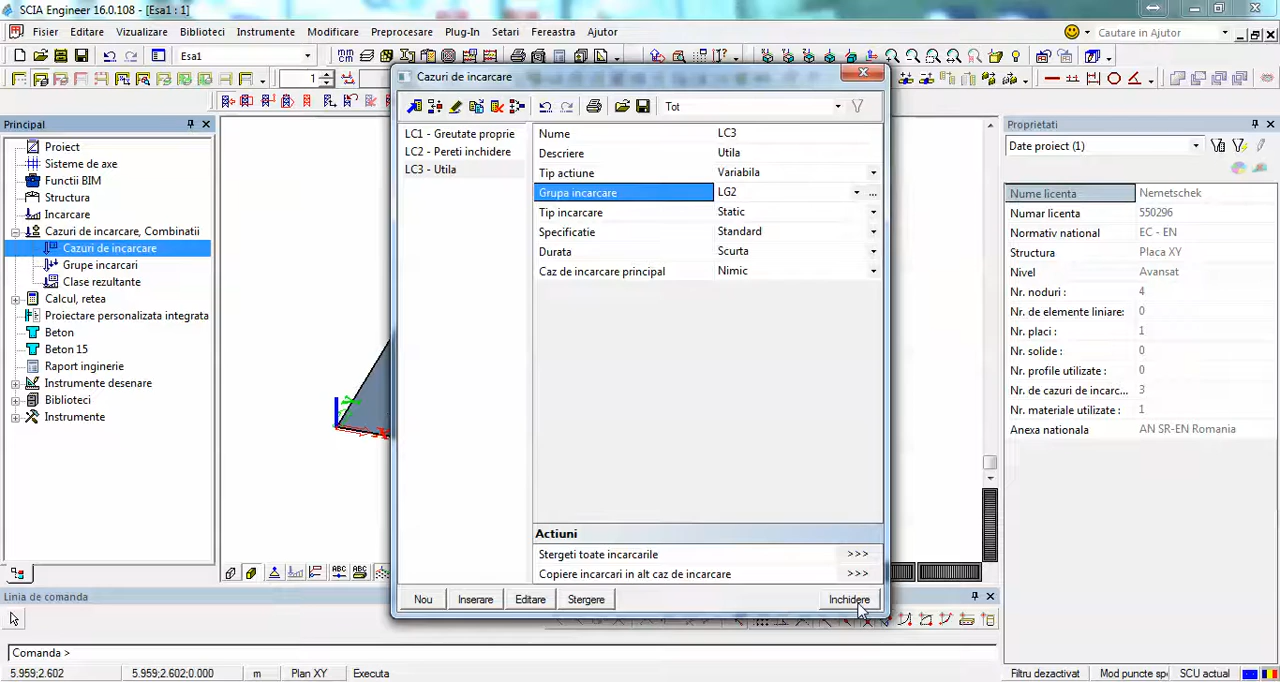 SCIA Engineer 16.0.108 - [Esa1 : 1]
Fisier Editare Vizualizare Biblioteci Instrumente Modificare Preprocesare Plug-In Setari Fereastra Ajutor
Cautare in Ajutor
Esa1
1
Principal
Proiect
Sisteme de axe
Functii BIM
Structura
Incarcare
Cazuri de incarcare, Combinatii
Cazuri de incarcare
Grupe incarcari
Clase rezultante
Calcul, retea
Proiectare personalizata integrata
Beton
Beton 15
Raport inginerie
Instrumente desenare
Biblioteci
Instrumente
Cazuri de incarcare
Tot
LC1 - Greutate proprie
LC2 - Pereti inchidere
LC3 - Utila
Nume LC3
Descriere Utila
Tip actiune Variabila
Grupa incarcare LG2 ...
Tip incarcare Static
Specificatie Standard
Durata Scurta
Caz de incarcare principal Nimic
Actiuni
Stergeti toate incarcarile >>>
Copiere incarcari in alt caz de incarcare >>>
Nou Inserare Editare Stergere Inchidere
Proprietati
Date proiect (1)
Nume licenta Nemetschek
Numar licenta 550296
Normativ national EC - EN
Structura Placa XY
Nivel Avansat
Nr. noduri : 4
Nr. de elemente liniare: 0
Nr. placi : 1
Nr. solide : 0
Nr. profile utilizate : 0
Nr. de cazuri de incarc... 3
Nr. materiale utilizate : 1
Anexa nationala AN SR-EN Romania
ABC ABC
Linia de comanda
Comanda >
5.959;2.602 5.959;2.602;0.000 m Plan XY Executa Filtru dezactivat Mod puncte sp SCU actual